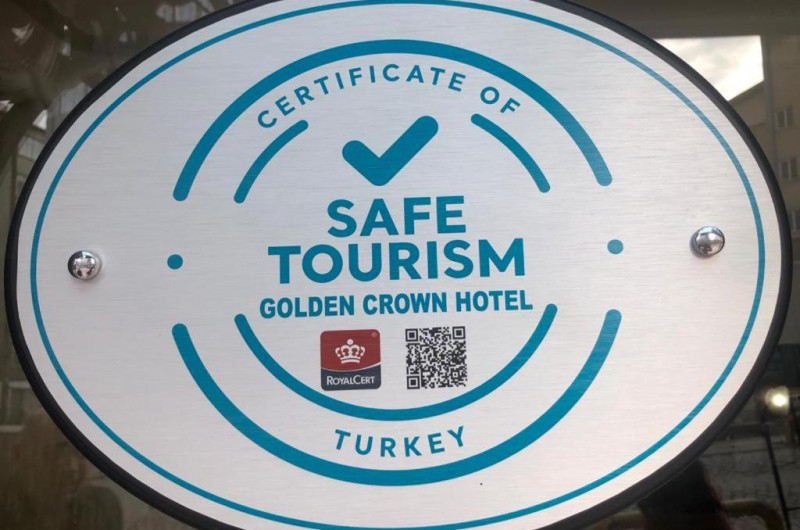 CERTIFICATE OF
SAFE
TOURISM
GOLDEN CROWN HOTEL
ROYALCERT
TURKEY